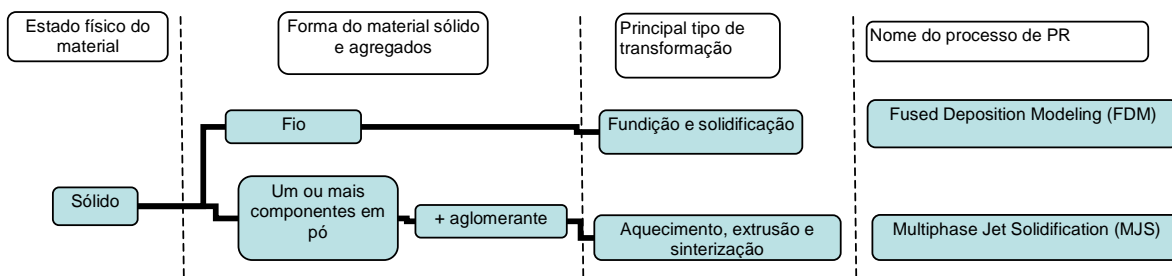 Estado físico do
material
Forma do material sólido
e agregados
Principal tipo de
transformação
Nome do processo de PR
Fio
Fundição e solidificação
Fused Deposition Modeling (FDM)
Sólido
Um ou mais
componentes em
pó
+ aglomerante
Aquecimento, extrusão e
sinterização
Multiphase Jet Solidification (MJS)